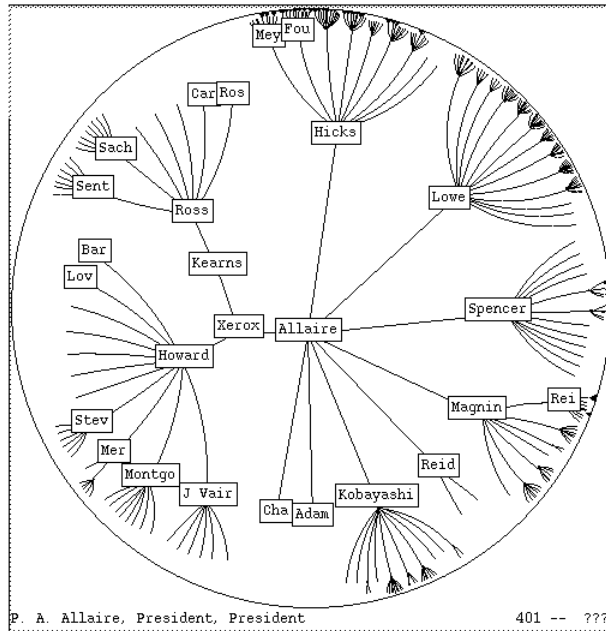 Mey
Fou
Car
Ros
Hicks
Sach
Sent
Lowe
Ross
Bar
Kearns
Lov
Xerox
Allaire
Spencer
Howard
Stev
Magnin
Rei
Mer
Montgo
Reid
J Vair
Kobayashi
Cha
Adam
P. A. Allaire, President, President
401 -- ???